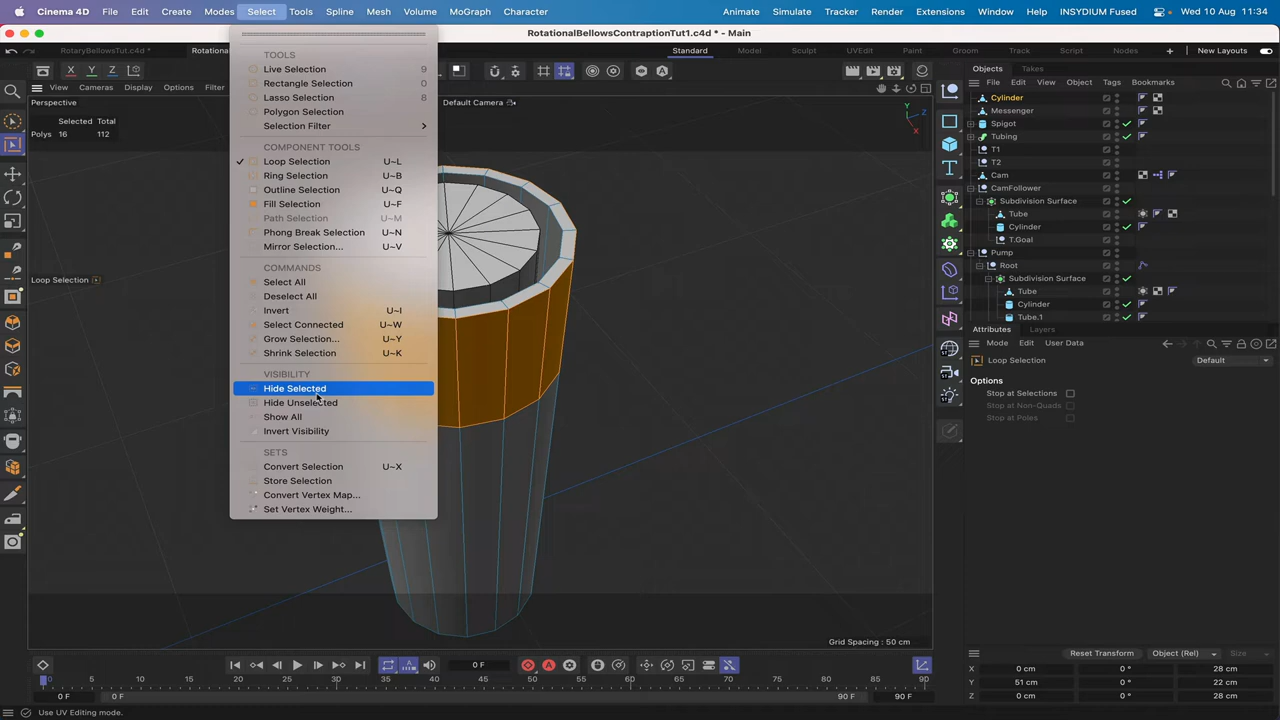 Cinema 4D File Edit Create Modes Select Tools Spline Mesh Volume MoGraph Character Animate Simulate Tracker Render Extensions Window Help INSYDIUM Fused Wed 10 Aug 11:34
RotationalBellowsContraptionTut1.c4d * - Main
RotaryBellowsTut.c4d * Rotational Standard Model Sculpt UVEdit Paint Groom Track Script Nodes + New Layouts
X Y Z
View Cameras Display Options Filter
Perspective Default Camera
Selected Total
Polys 16 112
Loop Selection
TOOLS
Live Selection 9
Rectangle Selection 0
Lasso Selection 8
Polygon Selection
Selection Filter
COMPONENT TOOLS
Loop Selection U~L
Ring Selection U~B
Outline Selection U~Q
Fill Selection U~F
Path Selection U~M
Phong Break Selection U~N
Mirror Selection... U~V
COMMANDS
Select All
Deselect All
Invert U~I
Select Connected U~W
Grow Selection... U~Y
Shrink Selection U~K
VISIBILITY
Hide Selected
Hide Unselected
Show All
Invert Visibility
SETS
Convert Selection U~X
Store Selection
Convert Vertex Map...
Set Vertex Weight...
Y
X
Grid Spacing : 50 cm
Objects Takes
File Edit View Object Tags Bookmarks
Cylinder
Messenger
Spigot
Tubing
T1
T2
Cam
CamFollower
Subdivision Surface
Tube
Cylinder
T.Goal
Pump
Root
Subdivision Surface
Tube
Cylinder
Tube.1
Attributes Layers
Mode Edit User Data
Loop Selection Default
Options
Stop at Selections
Stop at Non-Quads
Stop at Poles
0 F
0 5 10 15 20 25 30 35 40 45 50 55 60 65 70 75 80 85 90
0 F 0 F 90 F 90 F
Reset Transform Object (Rel) Size
X 0 cm 0 ° 28 cm
Y 51 cm 0 ° 22 cm
Z 0 cm 0 ° 28 cm
Use UV Editing mode.